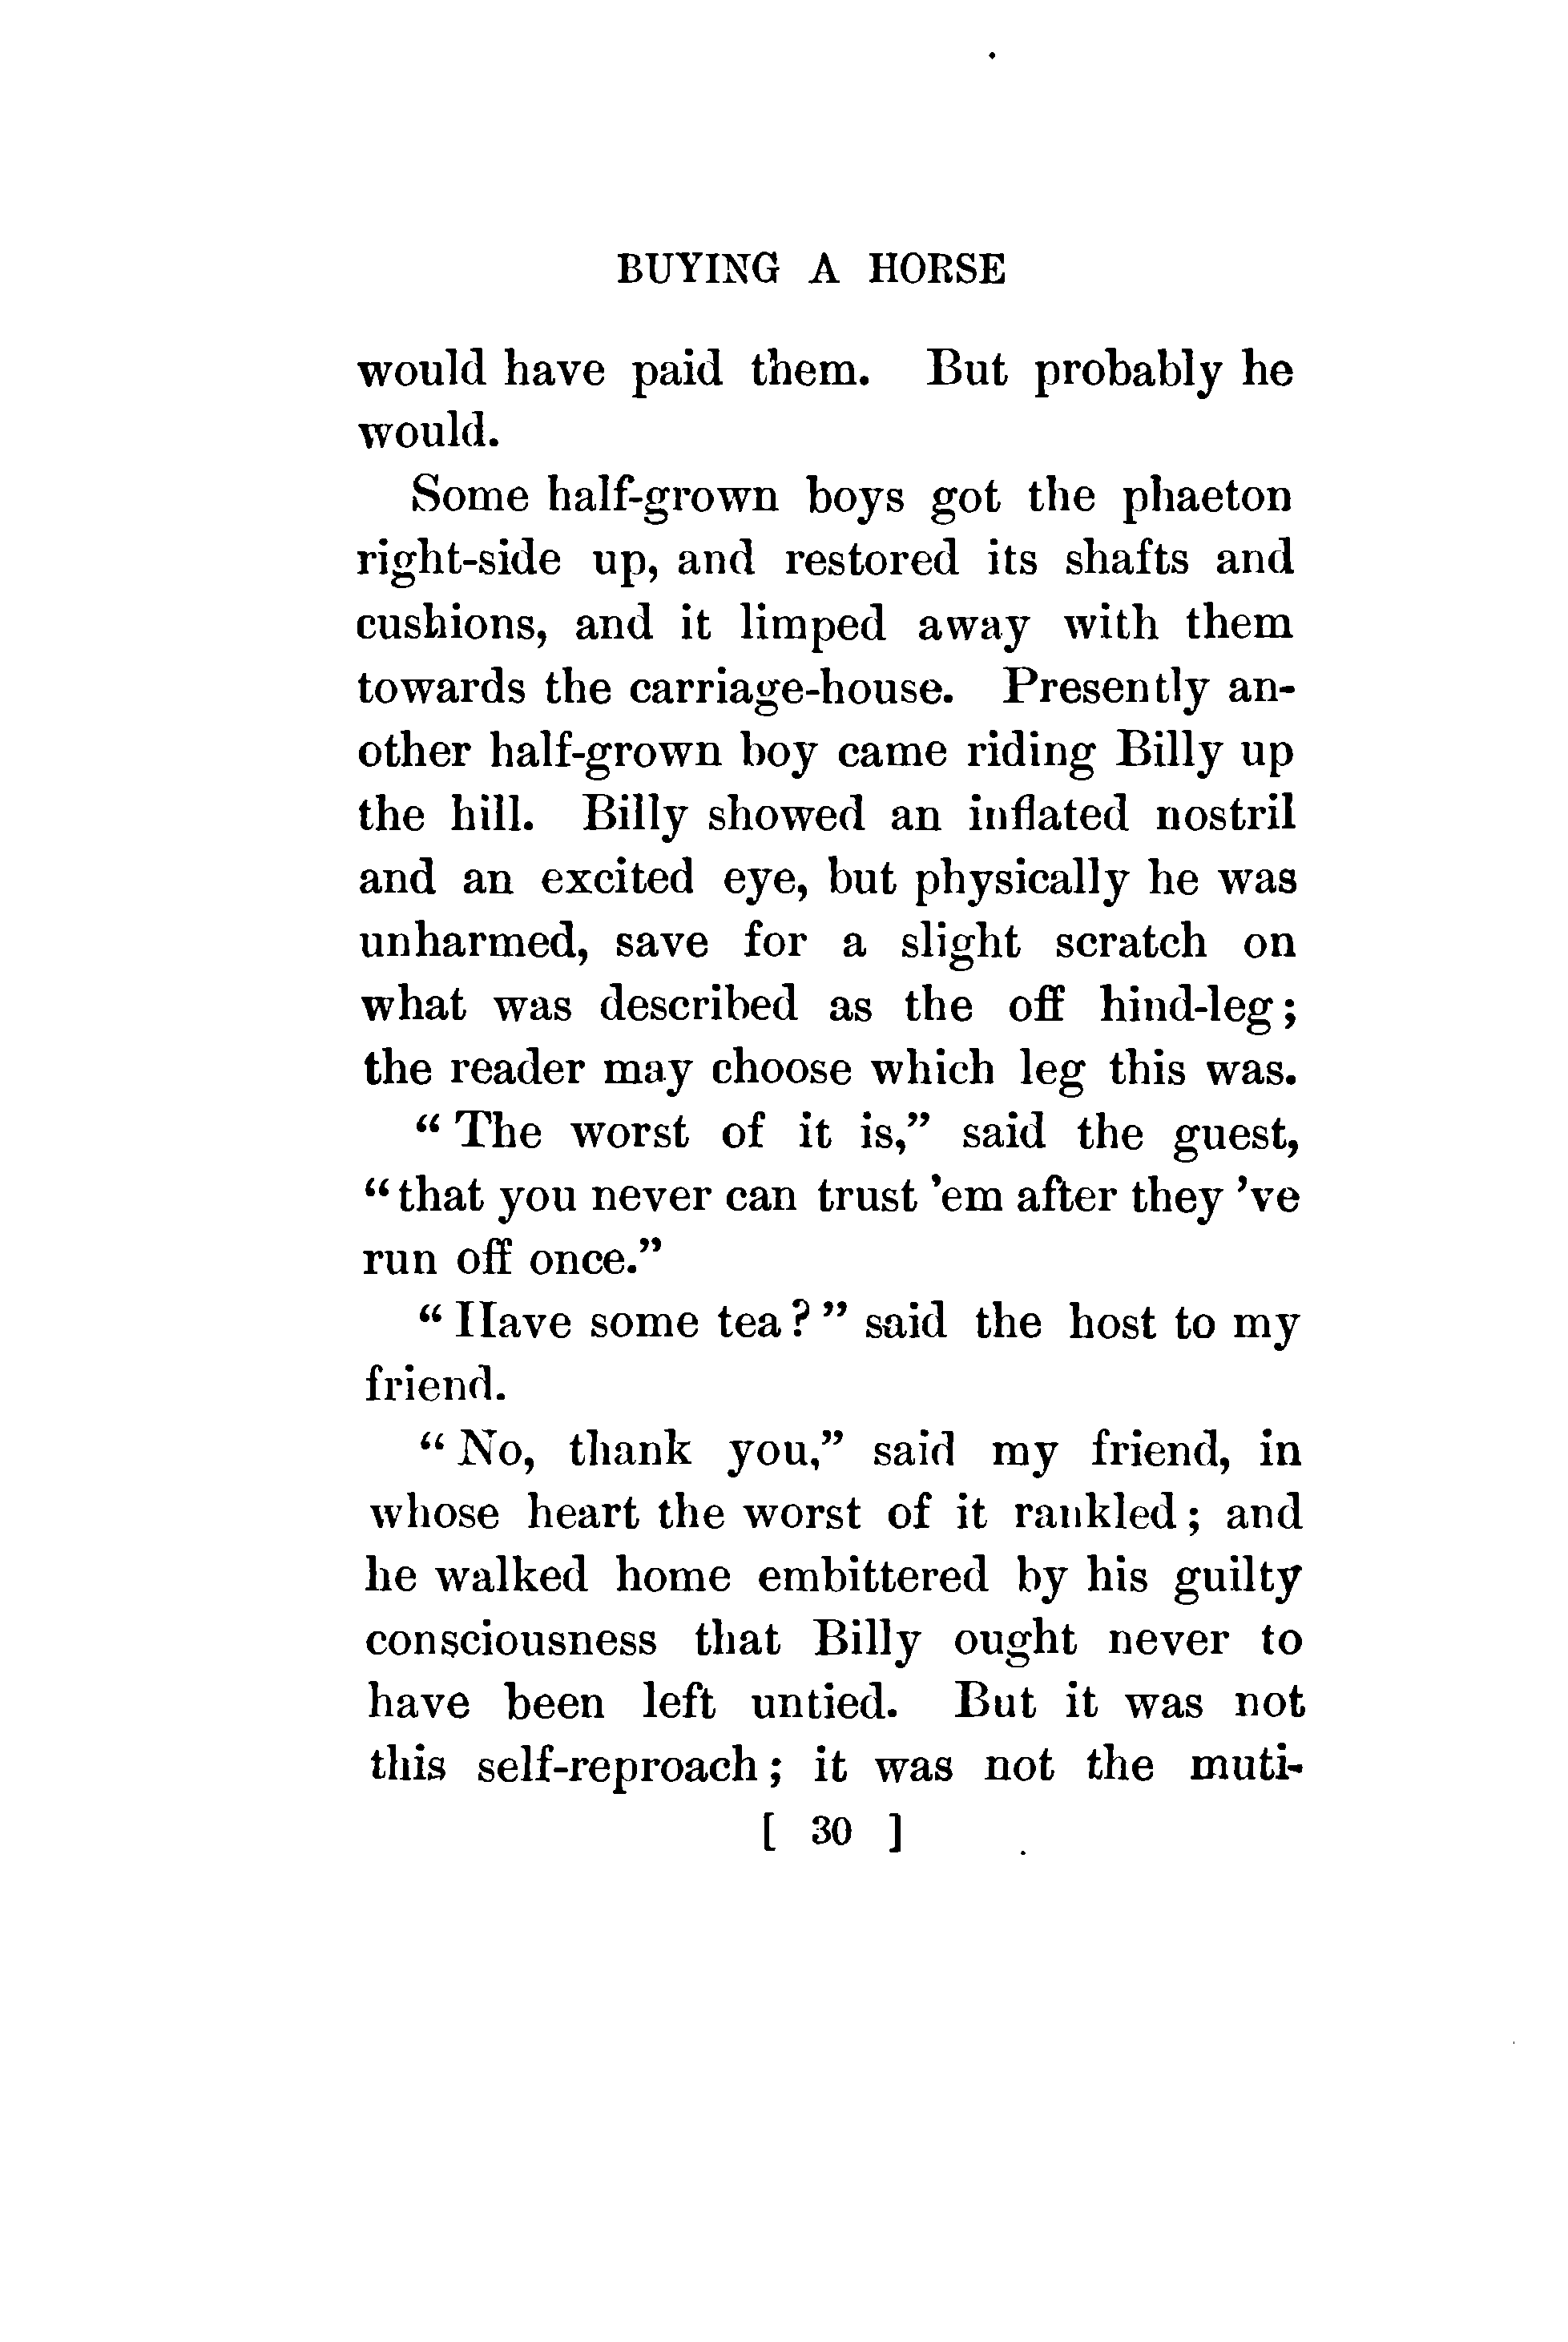 BUYING A HORSE
would have paid them. But probably he
would.
Some half-grown boys got the phaeton
right-side up, and restored its shafts and
cushions, and it limped away with them
towards the carriage-house. Presently an-
other half-grown boy came riding Billy up
the hill. Billy showed an inflated nostril
and an excited eye, but physically he was
unharmed, save for a slight scratch on
what was described as the off hind-leg;
the reader may choose which leg this was.
“ The worst of it is,” said the guest,
“ that you never can trust ’em after they ’ve
run off once.”
“ Have some tea ? ” said the host to my
friend.
“ No, thank you,” said my friend, in
whose heart the worst of it rankled ; and
he walked home embittered by his guilty
consciousness that Billy ought never to
have been left untied. But it was not
this self-reproach ; it was not the muti-
[ 30 ]